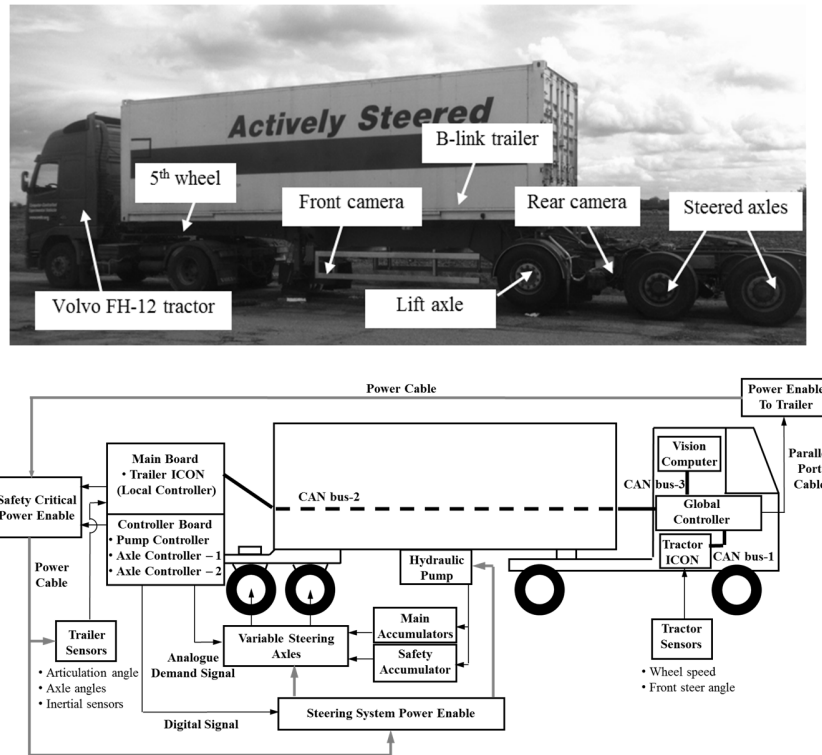 Actively Steered
B-link trailer
5th wheel
Front camera
Rear camera
Steered axles
Volvo FH-12 tractor
Lift axle
Power Cable
Power Enable
To Trailer
Main Board
• Trailer ICON
(Local Controller)
Vision
Computer
Parallel
Port
Cable
Safety Critical
Power Enable
CAN bus-2
CAN bus-3
Global
Controller
Controller Board
• Pump Controller
• Axle Controller – 1
• Axle Controller – 2
Tractor
ICON
CAN bus-1
Power
Cable
Hydraulic
Pump
Trailer
Sensors
Variable Steering
Axles
Main
Accumulators
Safety
Accumulator
Tractor
Sensors
Analogue
Demand Signal
• Articulation angle
• Axle angles
• Inertial sensors
• Wheel speed
• Front steer angle
Digital Signal
Steering System Power Enable